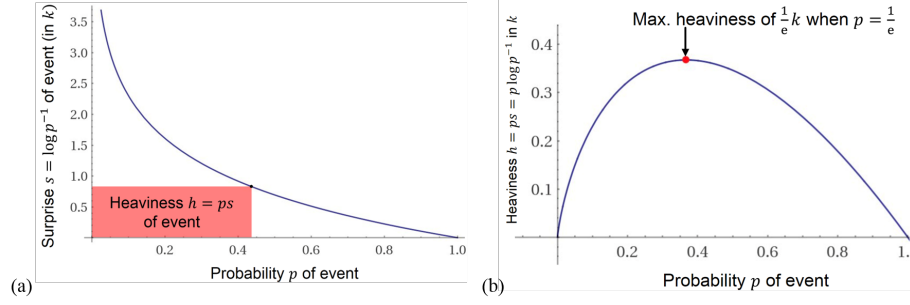 (a)
Surprise s = log p⁻¹ of event (in k)
3.5
3.0
2.5
2.0
1.5
1.0
0.5
Heaviness h = ps
of event
0.2 0.4 0.6 0.8 1.0
Probability p of event
(b)
Max. heaviness of 1/e k when p = 1/e
Heaviness h = ps = p log p⁻¹ in k
0.4
0.3
0.2
0.1
0.2 0.4 0.6 0.8 1.
Probability p of event